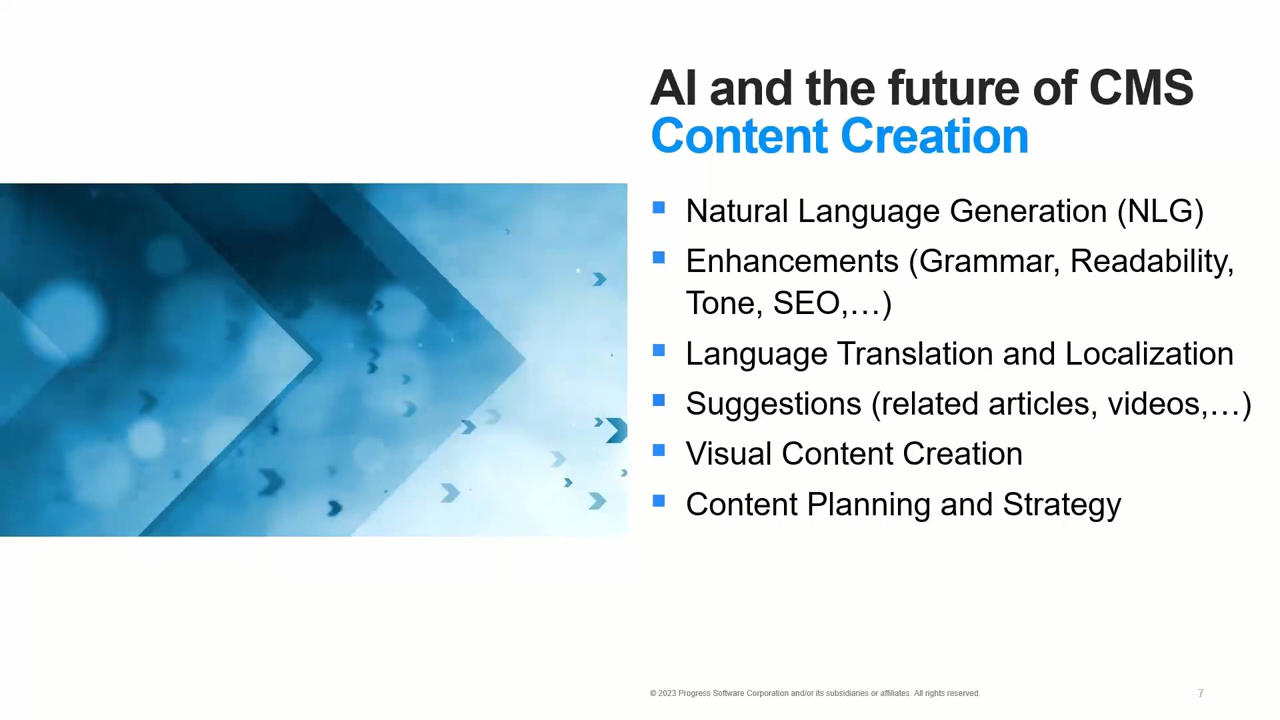 AI and the future of CMS
Content Creation
Natural Language Generation (NLG)
Enhancements (Grammar, Readability,
Tone, SEO,…)
Language Translation and Localization
Suggestions (related articles, videos,…)
Visual Content Creation
Content Planning and Strategy
© 2023 Progress Software Corporation and/or its subsidiaries or affiliates. All rights reserved.
7